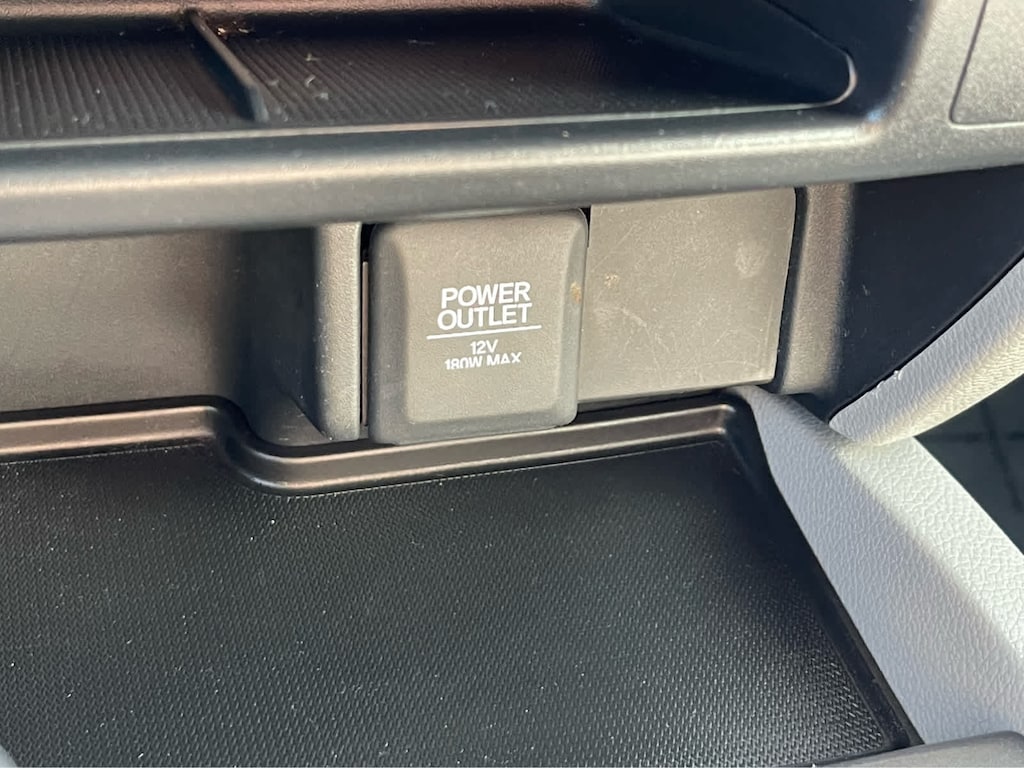 POWER
OUTLET
12V
180W MAX